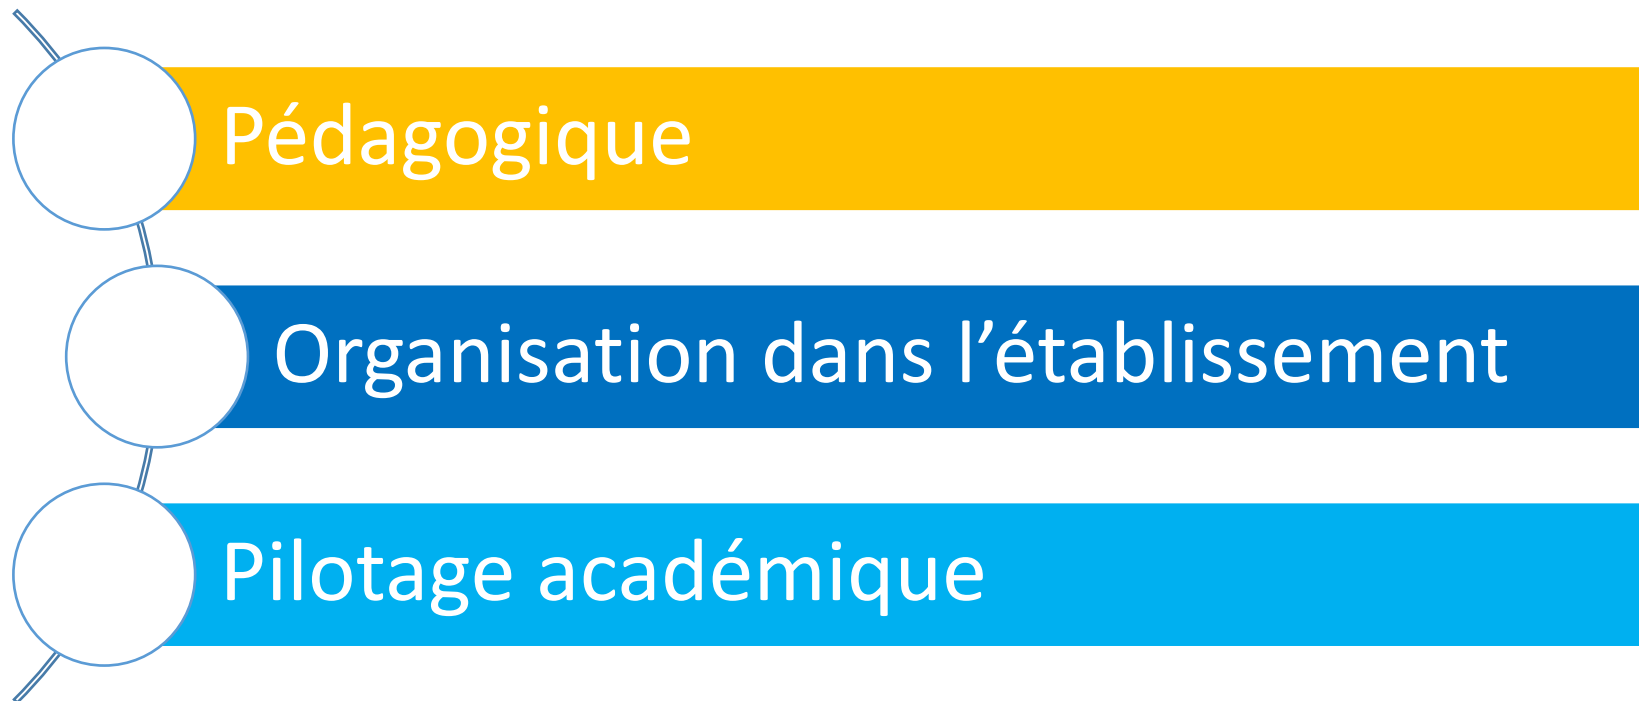 Pédagogique
Organisation dans l’établissement
Pilotage académique